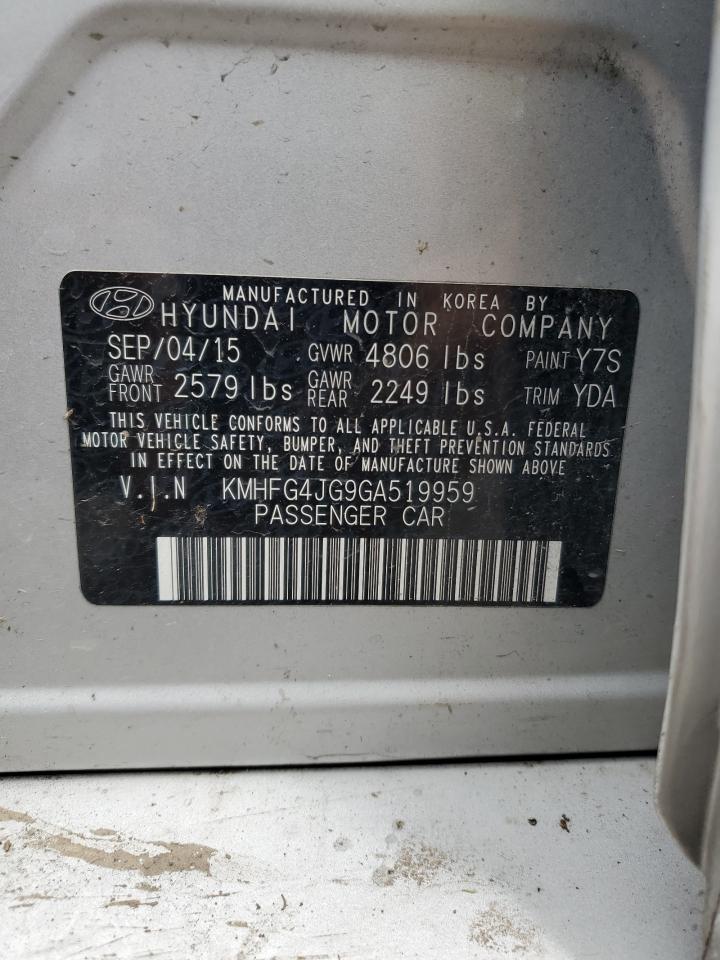 MANUFACTURED IN KOREA BY
HYUNDAI MOTOR COMPANY
SEP/04/15 GVWR 4806 lbs PAINT Y7S
GAWR FRONT 2579 lbs GAWR REAR 2249 lbs TRIM YDA
THIS VEHICLE CONFORMS TO ALL APPLICABLE U.S.A. FEDERAL
MOTOR VEHICLE SAFETY, BUMPER, AND THEFT PREVENTION STANDARDS
IN EFFECT ON THE DATE OF MANUFACTURE SHOWN ABOVE
V.I.N KMHFG4JG9GA519959
PASSENGER CAR